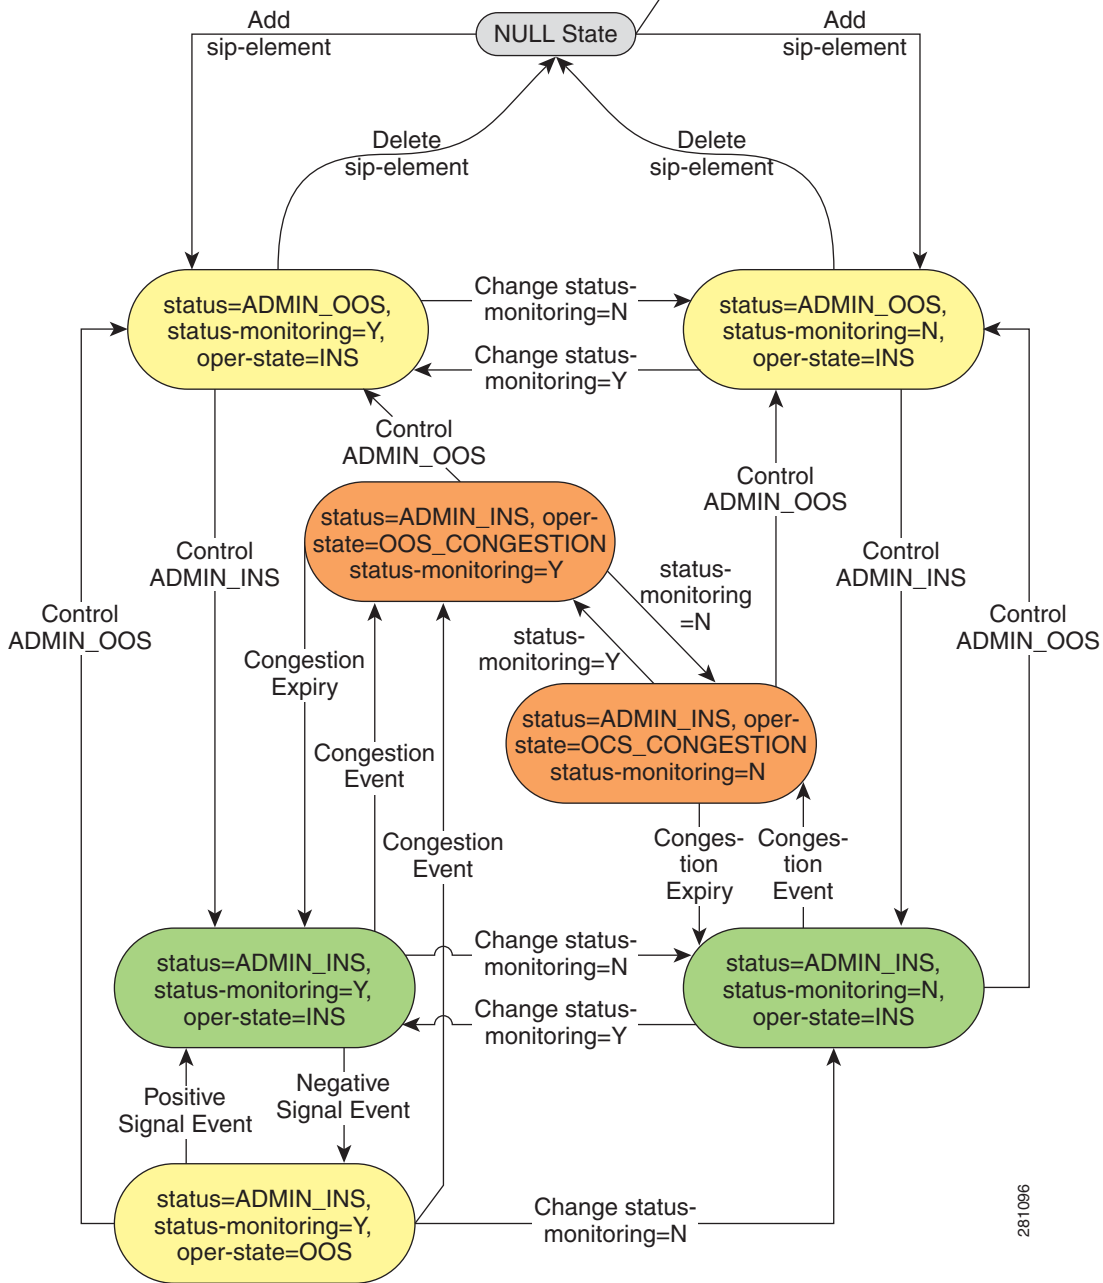 Add
sip-element
NULL State
Add
sip-element
Delete
sip-element
Delete
sip-element
status=ADMIN_OOS,
status-monitoring=Y,
oper-state=INS
Change status-
monitoring=N
status=ADMIN_OOS,
status-monitoring=N,
oper-state=INS
Change status-
monitoring=Y
Control
ADMIN_OOS
Control
ADMIN_OOS
status=ADMIN_INS, oper-
state=OOS_CONGESTION
status-monitoring=Y
Control
ADMIN_INS
Control
ADMIN_INS
status-
monitoring
=N
Control
ADMIN_OOS
Control
ADMIN_OOS
status-
monitoring=Y
Congestion
Expiry
status=ADMIN_INS, oper-
state=OCS_CONGESTION
status-monitoring=N
Congestion
Event
Congestion
Event
Conges-
tion
Expiry
Conges-
tion
Event
status=ADMIN_INS,
status-monitoring=Y,
oper-state=INS
Change status-
monitoring=N
status=ADMIN_INS,
status-monitoring=N,
oper-state=INS
Change status-
monitoring=Y
Positive
Signal Event
Negative
Signal Event
status=ADMIN_INS,
status-monitoring=Y,
oper-state=OOS
Change status-
monitoring=N
281096